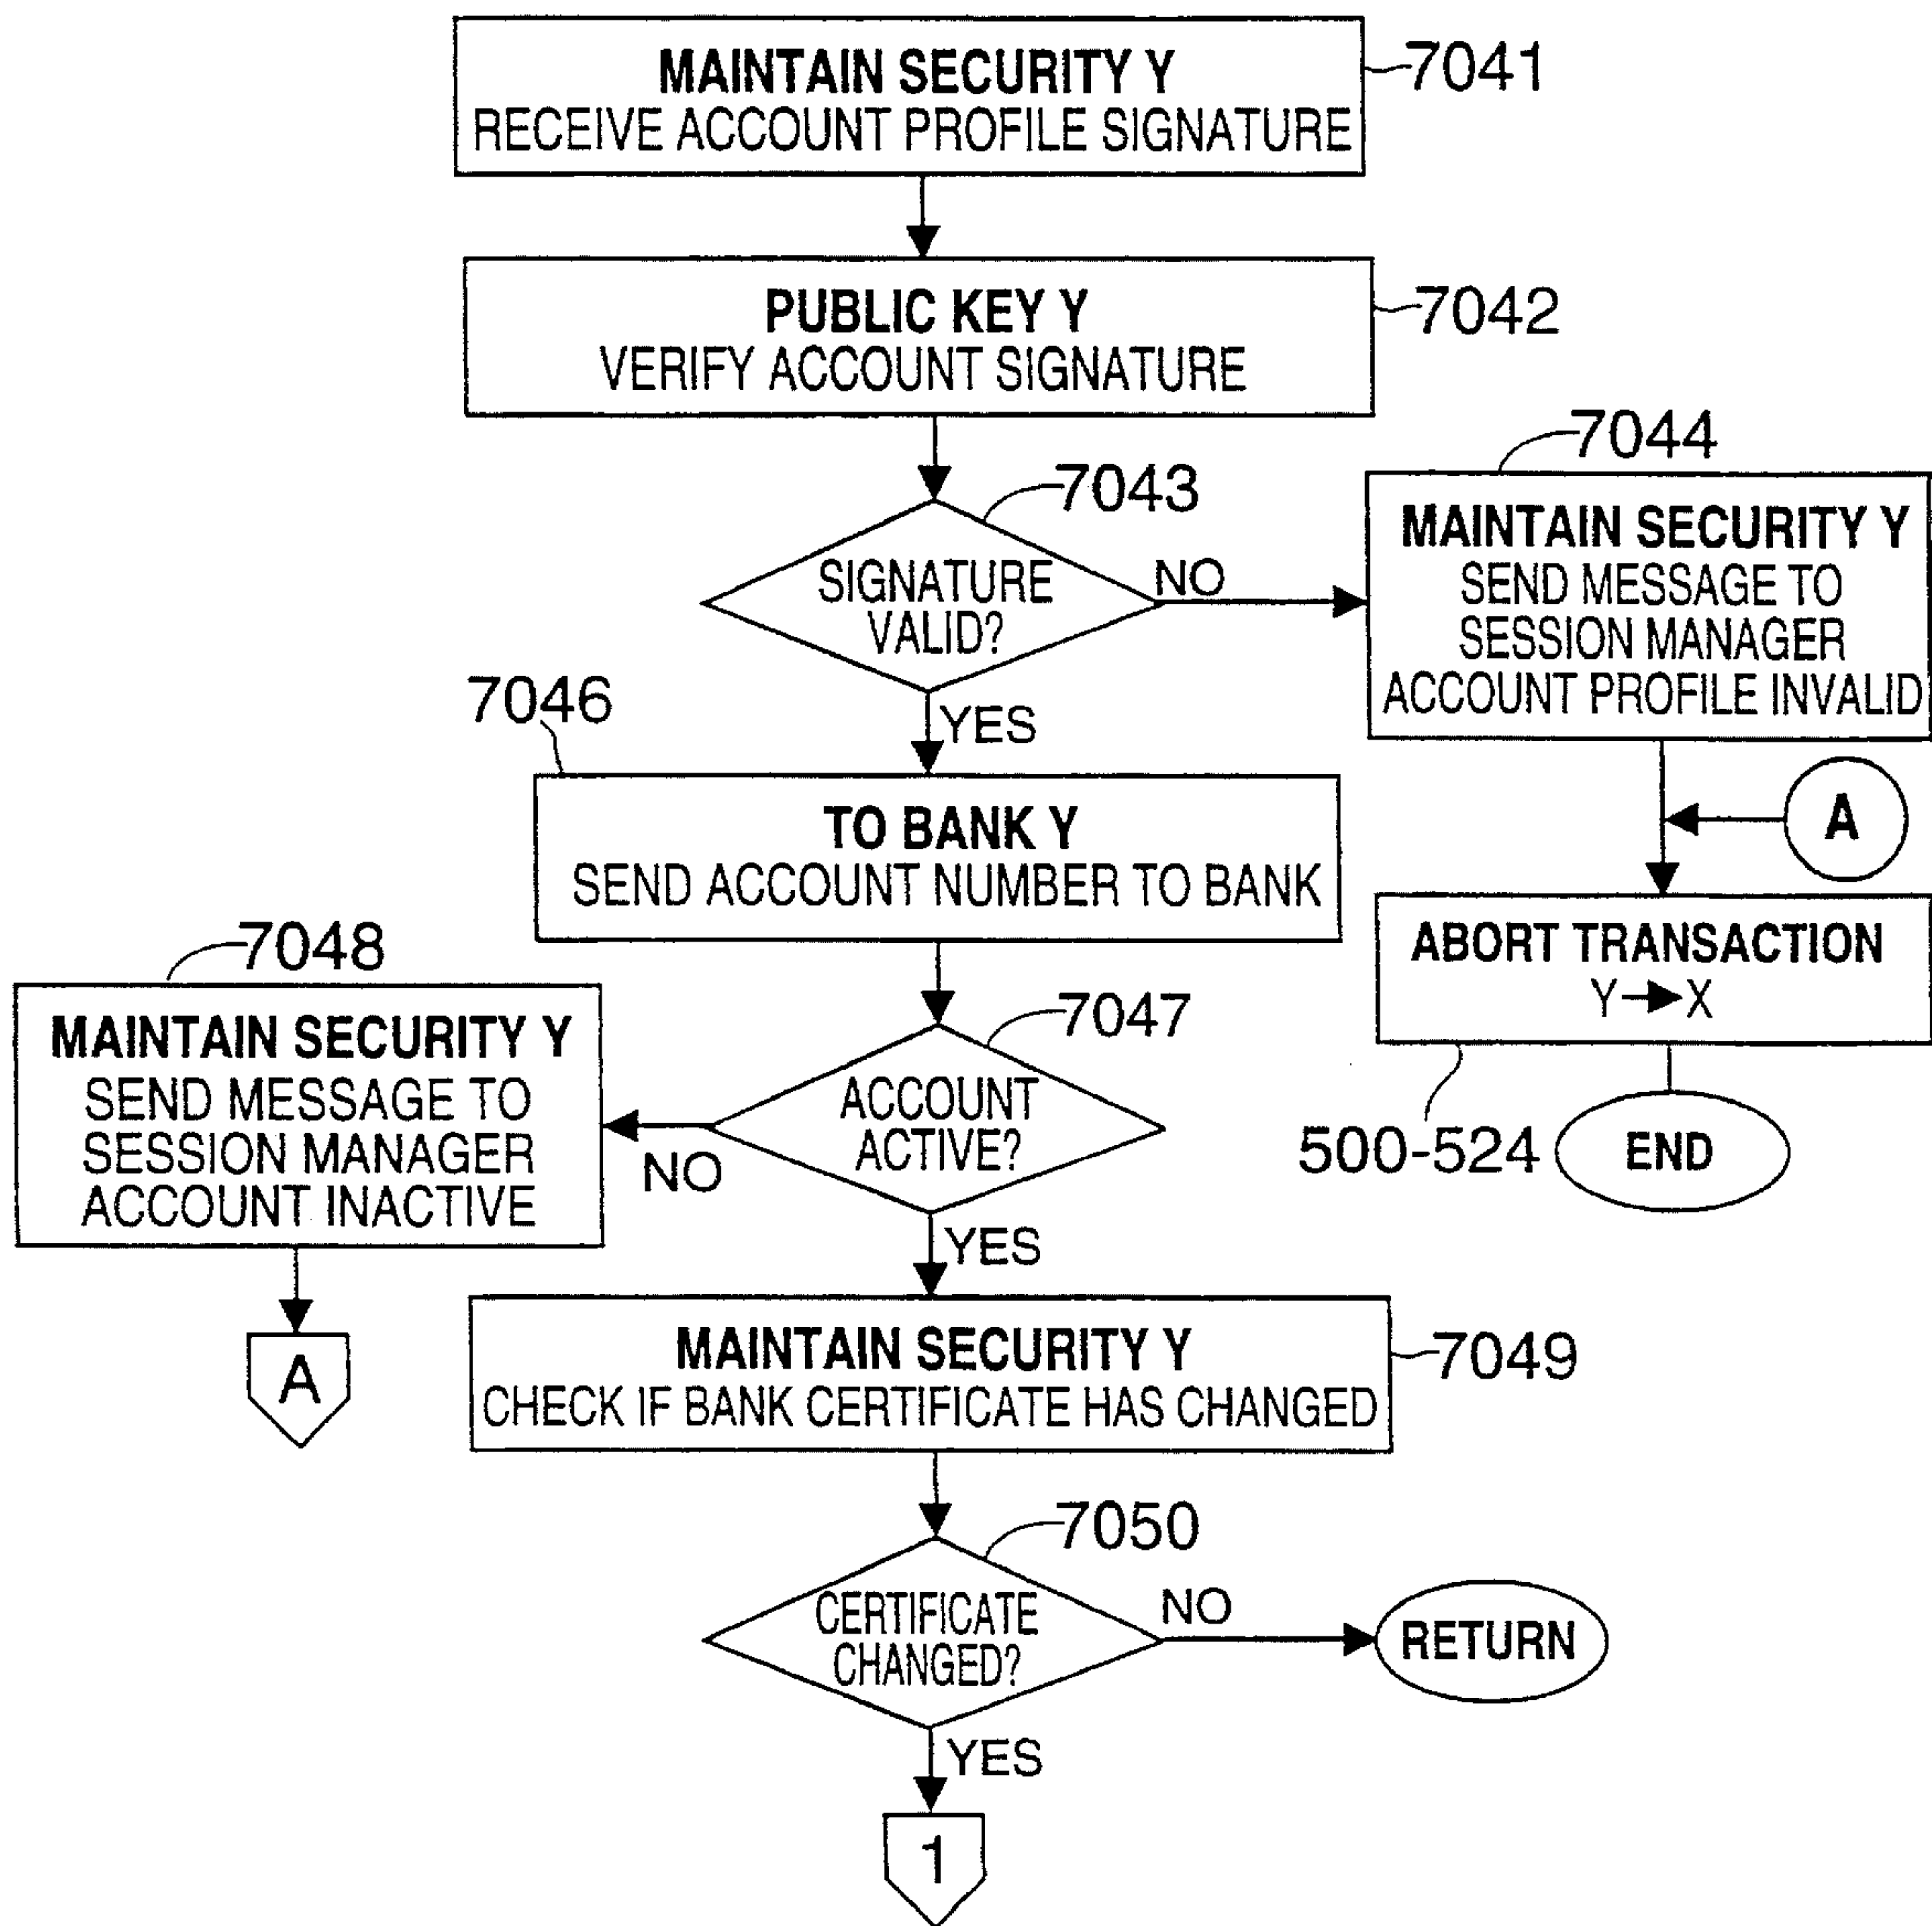 MAINTAIN SECURITY Y
RECEIVE ACCOUNT PROFILE SIGNATURE
7041
PUBLIC KEY Y
VERIFY ACCOUNT SIGNATURE
7042
7043
SIGNATURE
VALID?
NO
YES
7044
MAINTAIN SECURITY Y
SEND MESSAGE TO
SESSION MANAGER
ACCOUNT PROFILE INVALID
A
ABORT TRANSACTION
Y→X
500-524
END
7046
TO BANK Y
SEND ACCOUNT NUMBER TO BANK
7047
ACCOUNT
ACTIVE?
NO
YES
7048
MAINTAIN SECURITY Y
SEND MESSAGE TO
SESSION MANAGER
ACCOUNT INACTIVE
A
MAINTAIN SECURITY Y
CHECK IF BANK CERTIFICATE HAS CHANGED
7049
7050
CERTIFICATE
CHANGED?
NO
RETURN
YES
1